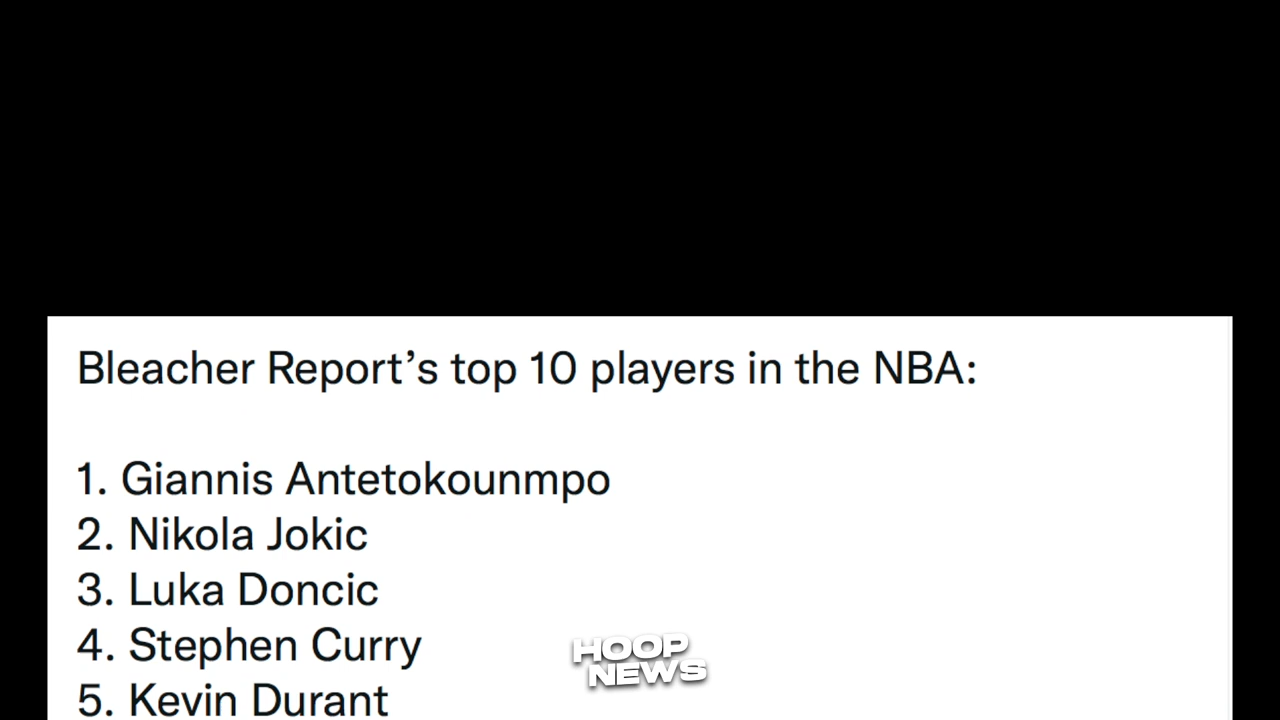 Bleacher Report’s top 10 players in the NBA:
1. Giannis Antetokounmpo
2. Nikola Jokic
3. Luka Doncic
4. Stephen Curry
5. Kevin Durant
HOOP
NEWS